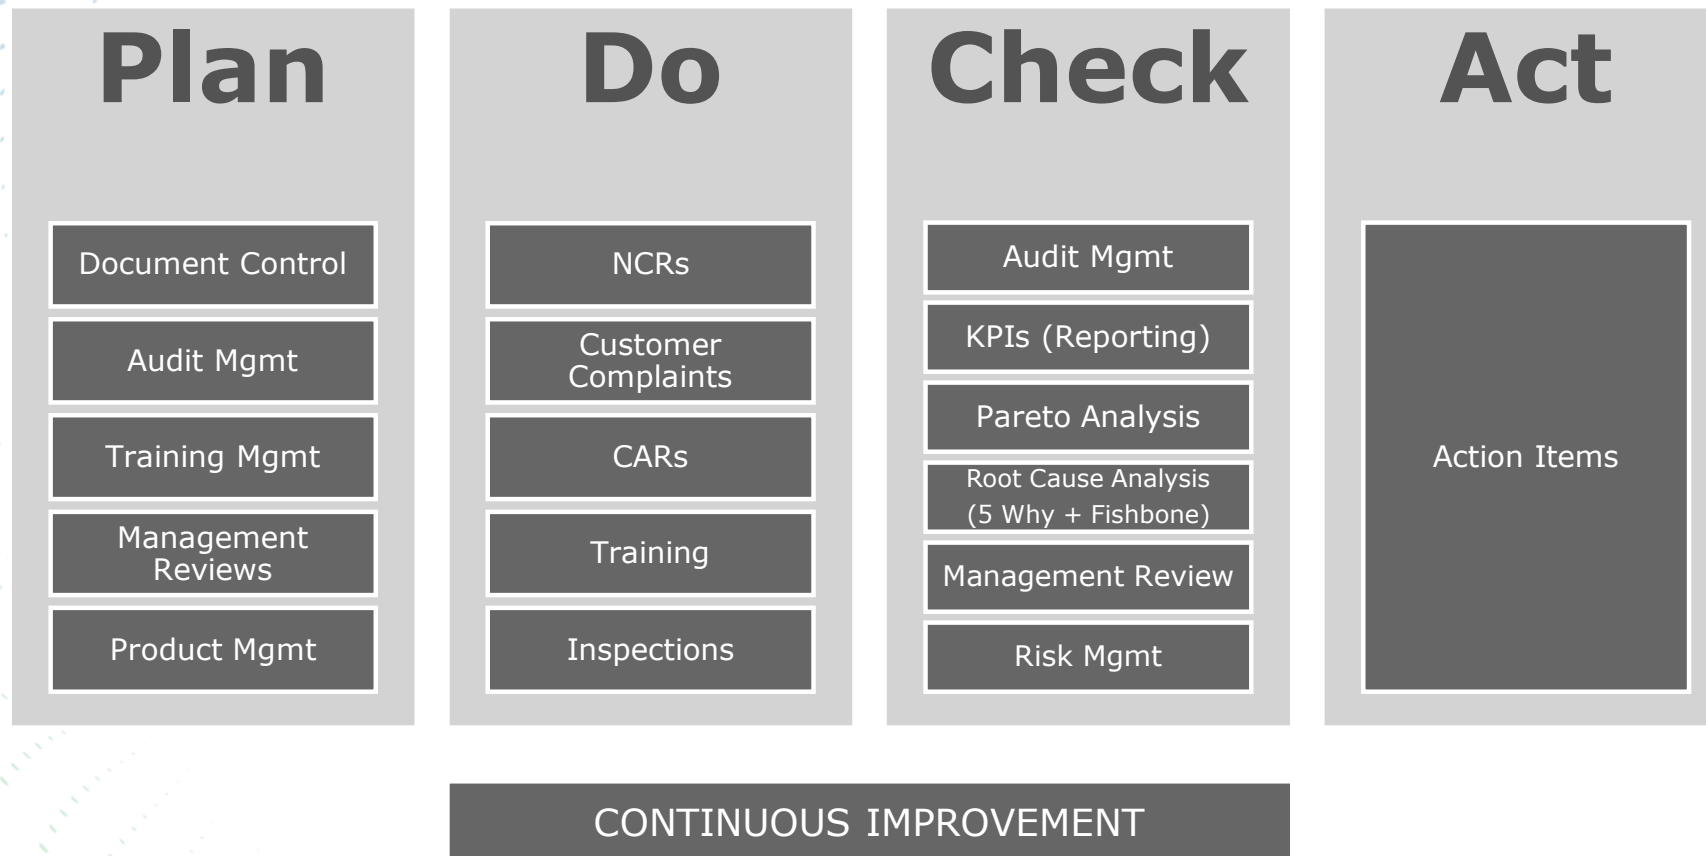 Plan
Document Control
Audit Mgmt
Training Mgmt
Management
Reviews
Product Mgmt
Do
NCRs
Customer
Complaints
CARs
Training
Inspections
Check
Audit Mgmt
KPIs (Reporting)
Pareto Analysis
Root Cause Analysis
(5 Why + Fishbone)
Management Review
Risk Mgmt
Act
Action Items
CONTINUOUS IMPROVEMENT